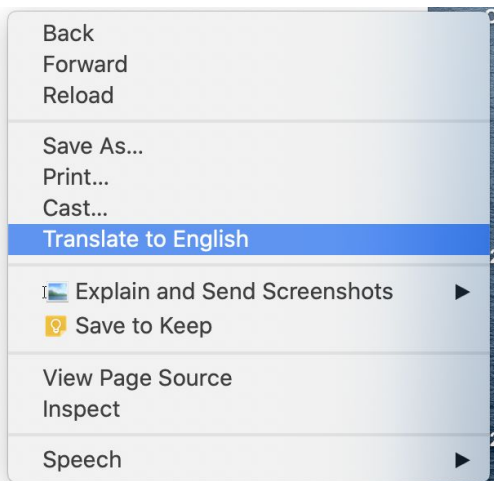 Back
Forward
Reload
Save As...
Print...
Cast...
Translate to English
Explain and Send Screenshots
Save to Keep
View Page Source
Inspect
Speech